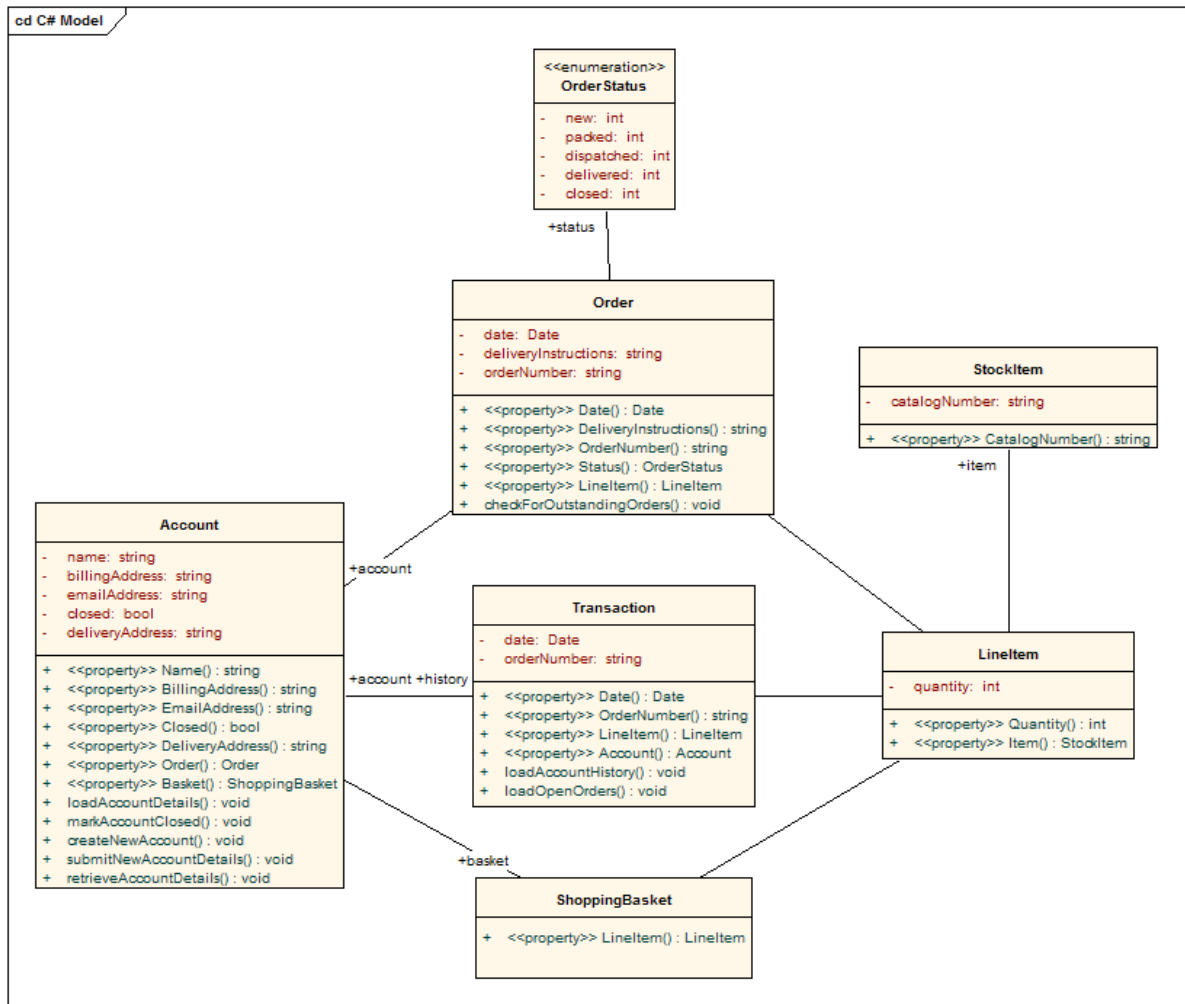 cd C# Model
<<enumeration>>
OrderStatus
- new: int
- packed: int
- dispatched: int
- delivered: int
- closed: int
+status
Order
- date: Date
- deliveryInstructions: string
- orderNumber: string
+ <<property>> Date() : Date
+ <<property>> DeliveryInstructions() : string
+ <<property>> OrderNumber() : string
+ <<property>> Status() : OrderStatus
+ <<property>> LineItem() : LineItem
+ checkForOutstandingOrders() : void
StockItem
- catalogNumber: string
+ <<property>> CatalogNumber() : string
+item
Account
- name: string
- billingAddress: string
- emailAddress: string
- closed: bool
- deliveryAddress: string
+ <<property>> Name() : string
+ <<property>> BillingAddress() : string
+ <<property>> EmailAddress() : string
+ <<property>> Closed() : bool
+ <<property>> DeliveryAddress() : string
+ <<property>> Order() : Order
+ <<property>> Basket() : ShoppingBasket
+ loadAccountDetails() : void
+ markAccountClosed() : void
+ createNewAccount() : void
+ submitNewAccountDetails() : void
+ retrieveAccountDetails() : void
+account
+account +history
Transaction
- date: Date
- orderNumber: string
+ <<property>> Date() : Date
+ <<property>> OrderNumber() : string
+ <<property>> LineItem() : LineItem
+ <<property>> Account() : Account
+ loadAccountHistory() : void
+ loadOpenOrders() : void
LineItem
- quantity: int
+ <<property>> Quantity() : int
+ <<property>> Item() : StockItem
+basket
ShoppingBasket
+ <<property>> LineItem() : LineItem